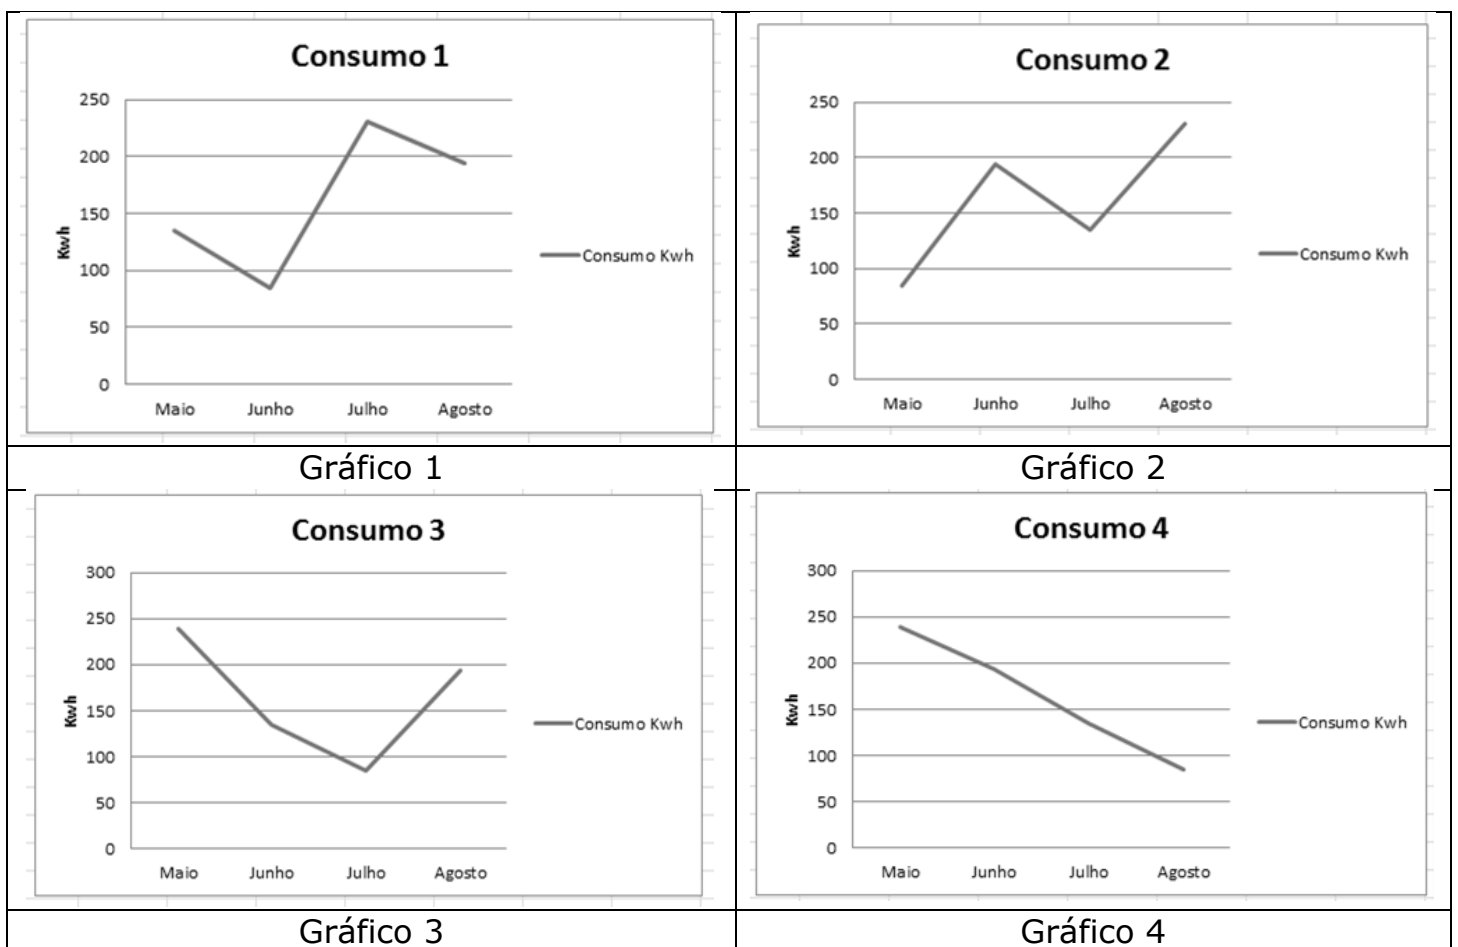 Consumo 1
250
200
150
100
50
0
Kwh
Maio Junho Julho Agosto
Consumo Kwh
Gráfico 1
Consumo 2
250
200
150
100
50
0
Kwh
Maio Junho Julho Agosto
Consumo Kwh
Gráfico 2
Consumo 3
300
250
200
150
100
50
0
Kwh
Maio Junho Julho Agosto
Consumo Kwh
Gráfico 3
Consumo 4
300
250
200
150
100
50
0
Kwh
Maio Junho Julho Agosto
Consumo Kwh
Gráfico 4